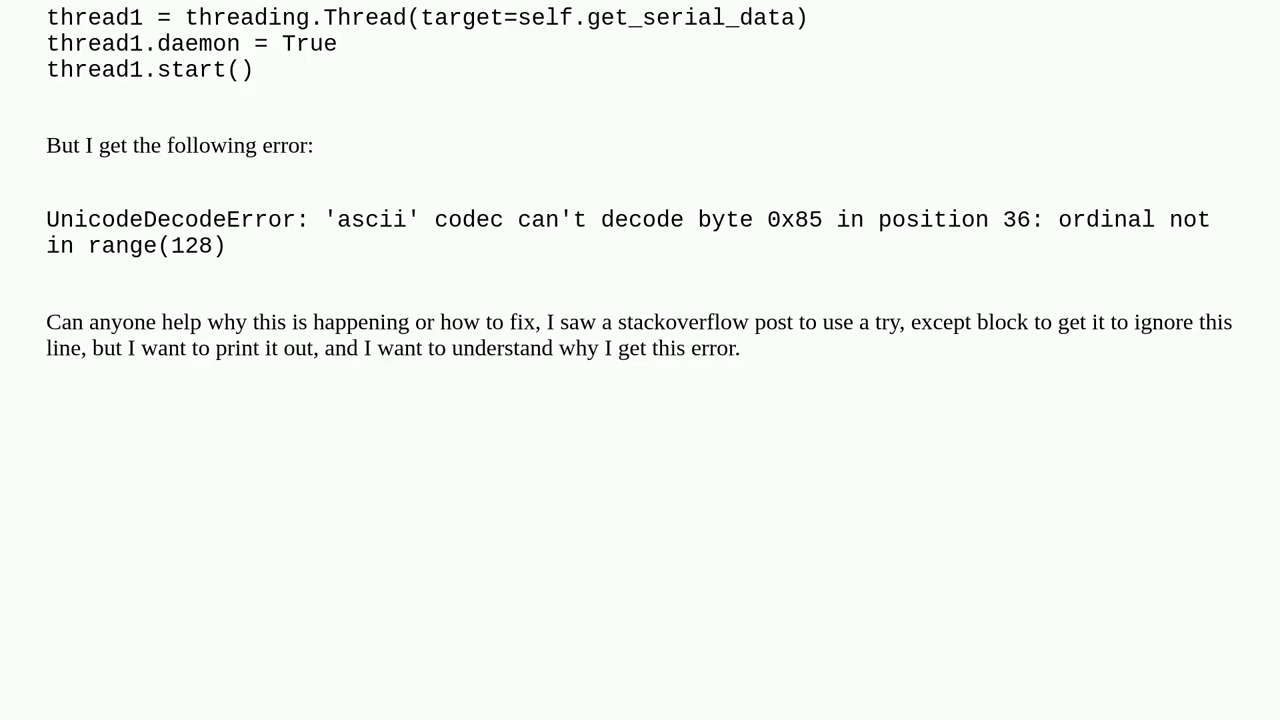 thread1 = threading.Thread(target=self.get_serial_data)
thread1.daemon = True
thread1.start()
But I get the following error:
UnicodeDecodeError: 'ascii' codec can't decode byte 0x85 in position 36: ordinal not
in range(128)
Can anyone help why this is happening or how to fix, I saw a stackoverflow post to use a try, except block to get it to ignore this
line, but I want to print it out, and I want to understand why I get this error.